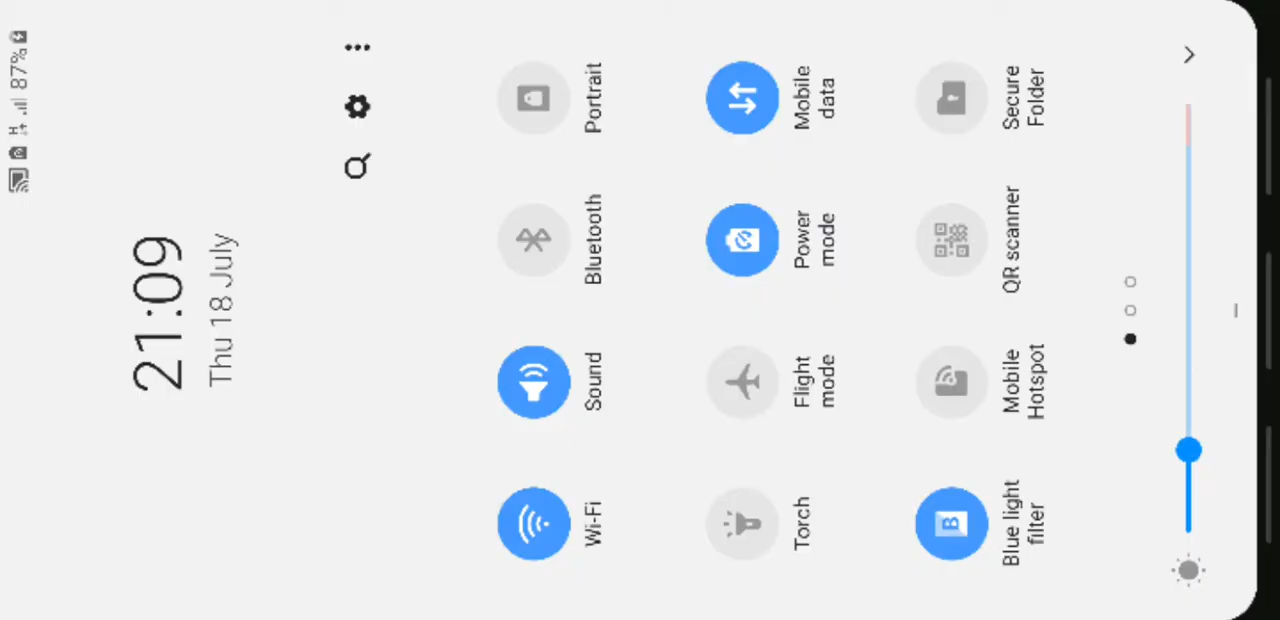 H
87%
21:09
Thu 18 July
Wi-Fi
Sound
Bluetooth
Portrait
Torch
Flight
mode
Power
mode
Mobile
data
B
Blue light
filter
Mobile
Hotspot
QR scanner
Secure
Folder